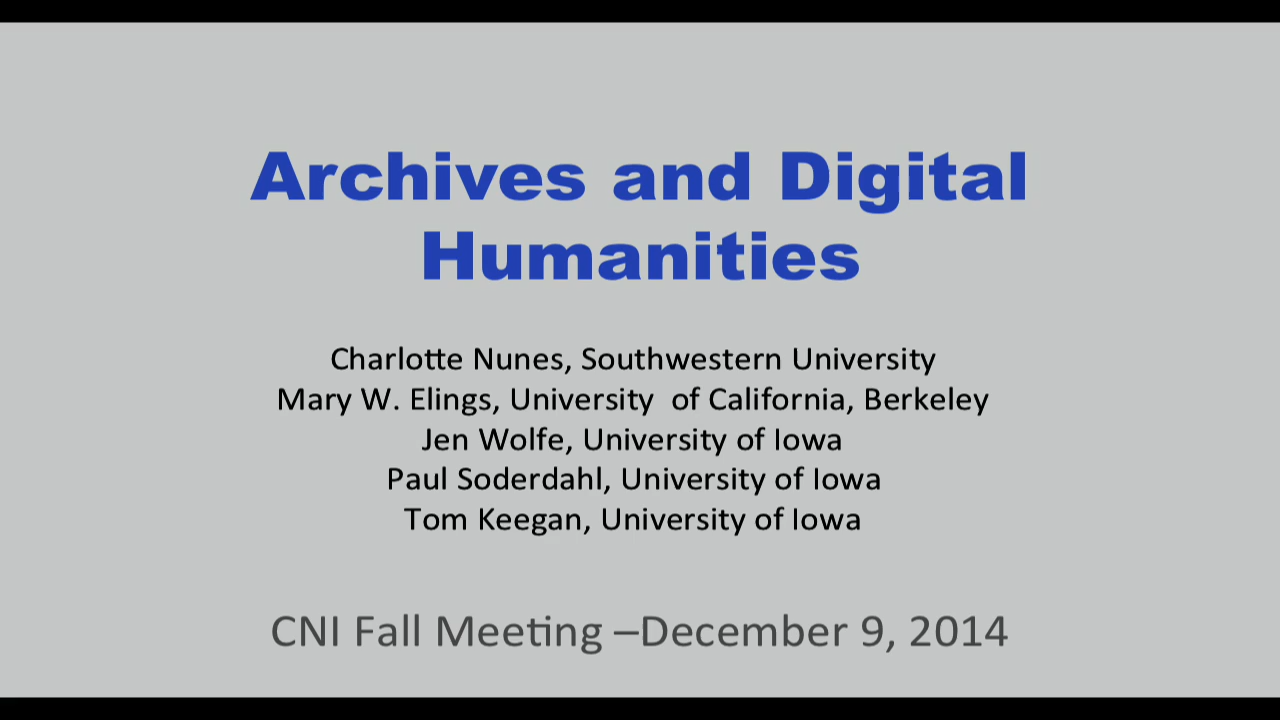 Archives and Digital
Humanities
Charlotte Nunes, Southwestern University
Mary W. Elings, University  of California, Berkeley
Jen Wolfe, University of Iowa
Paul Soderdahl, University of Iowa
Tom Keegan, University of Iowa
CNI Fall Meeting –December 9, 2014